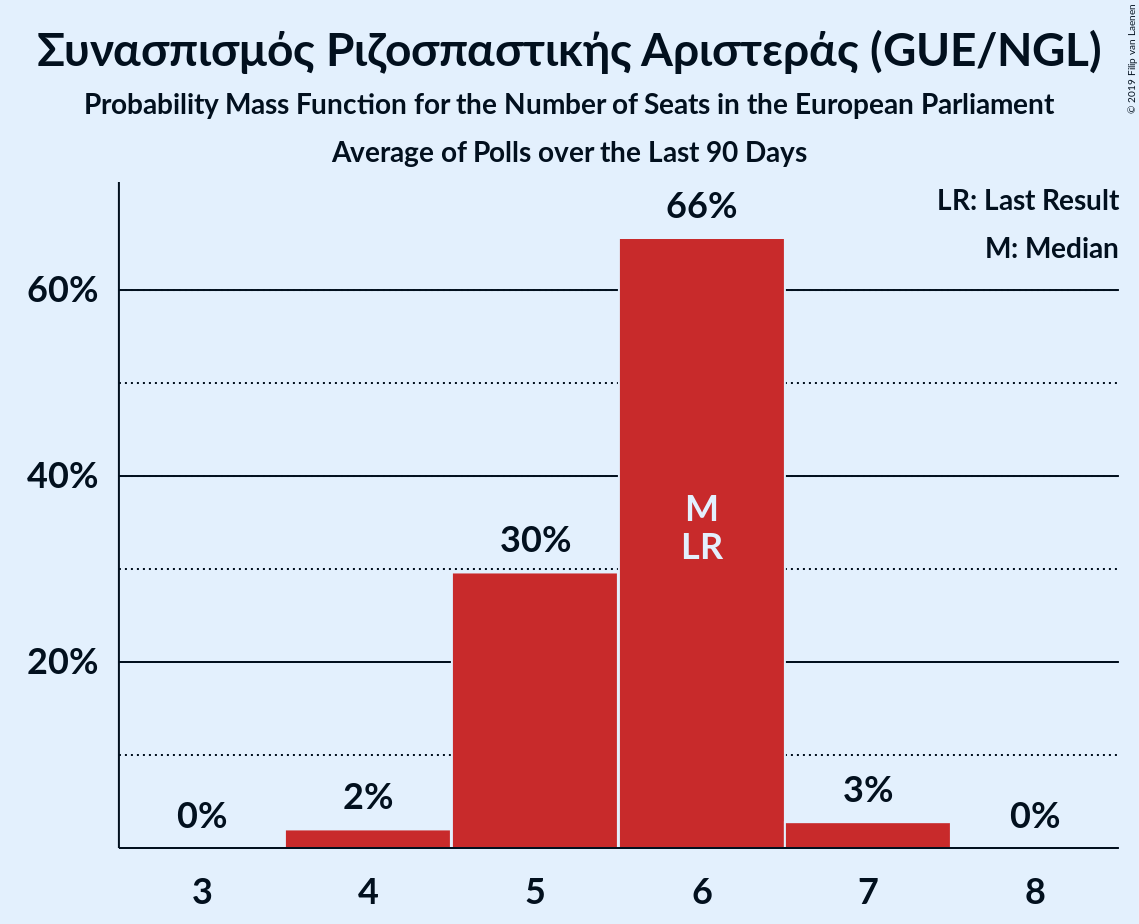 Συνασπισμός Ριζοσπαστικής Αριστεράς (GUE/NGL)
Probability Mass Function for the Number of Seats in the European Parliament
Average of Polls over the Last 90 Days
© 2019 Filip van Laenen
LR: Last Result
M: Median
66%
60%
40%
M
LR
30%
20%
3%
2%
0%
0%
3 4 5 6 7 8